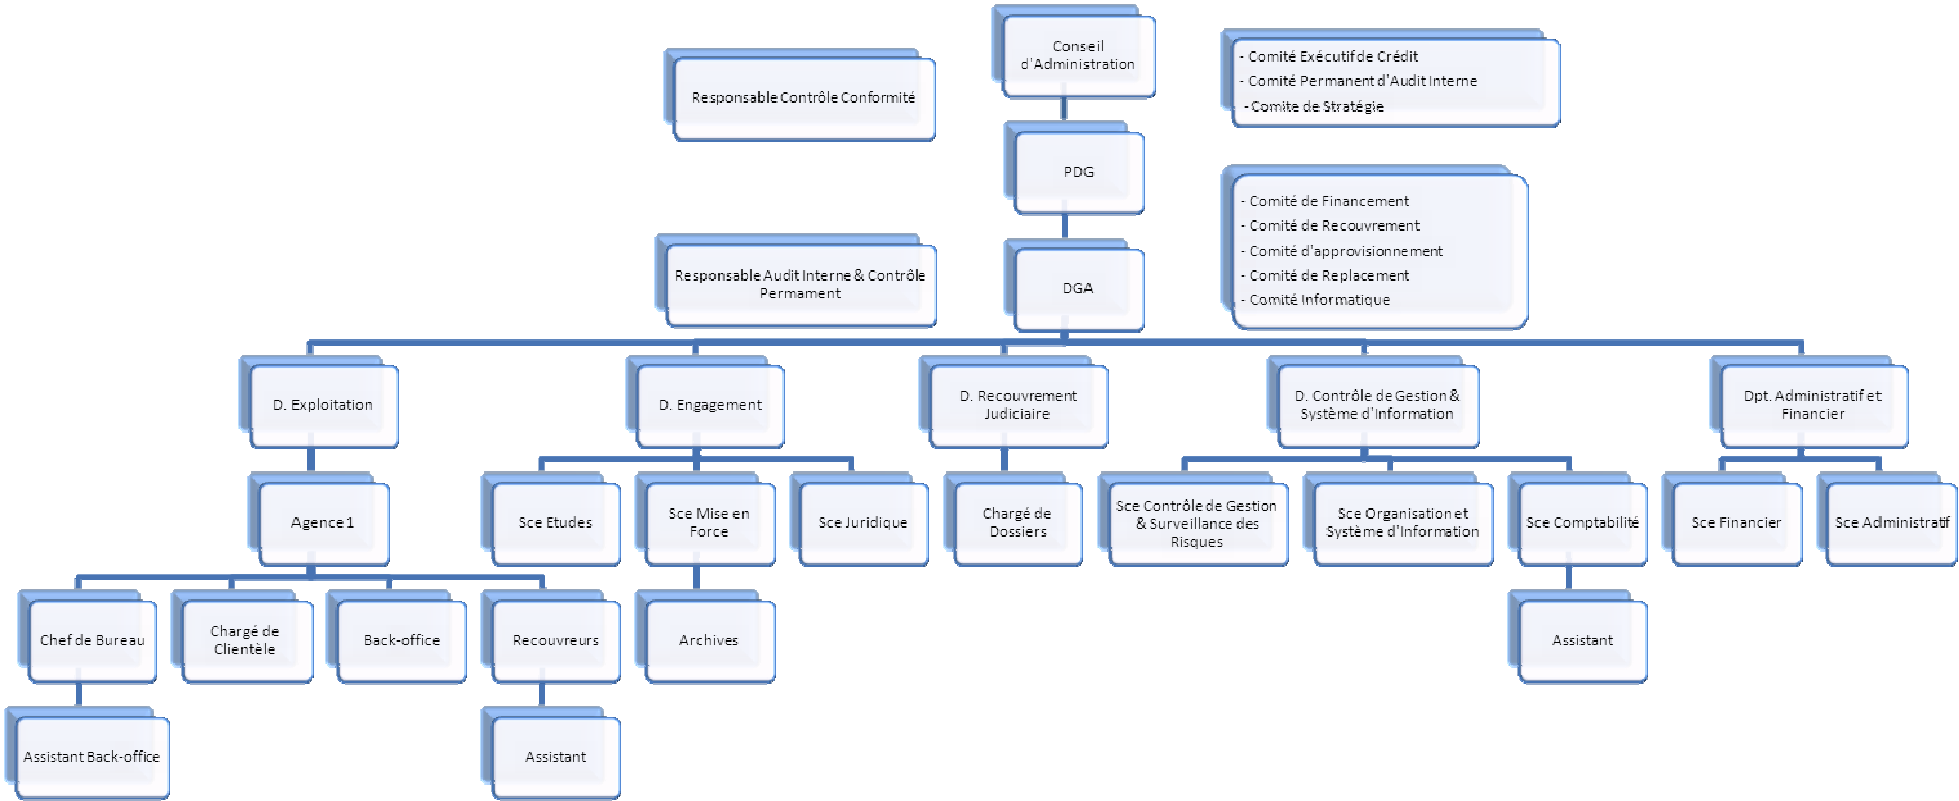 Conseil
d'Administration
Responsable Contrôle Conformité
- Comité Exécutif de Crédit
- Comité Permanent d'Audit Interne
- Comite de Stratégie
PDG
- Comité de Financement
- Comité de Recouvrement
- Comité d'approvisionnement
- Comité de Replacement
- Comité Informatique
Responsable Audit Interne & Contrôle
Permament
DGA
D. Exploitation
D. Engagement
D. Recouvrement
Judiciaire
D. Contrôle de Gestion &
Système d'Information
Dpt. Administratif et
Financier
Agence 1
Sce Etudes
Sce Mise en
Force
Sce Juridique
Chargé de
Dossiers
Sce Contrôle de Gestion
& Surveillance des
Risques
Sce Organisation et
Système d'Information
Sce Comptabilité
Sce Financier
Sce Administratif
Chef de Bureau
Chargé de
Clientèle
Back-office
Recouvreurs
Archives
Assistant
Assistant Back-office
Assistant